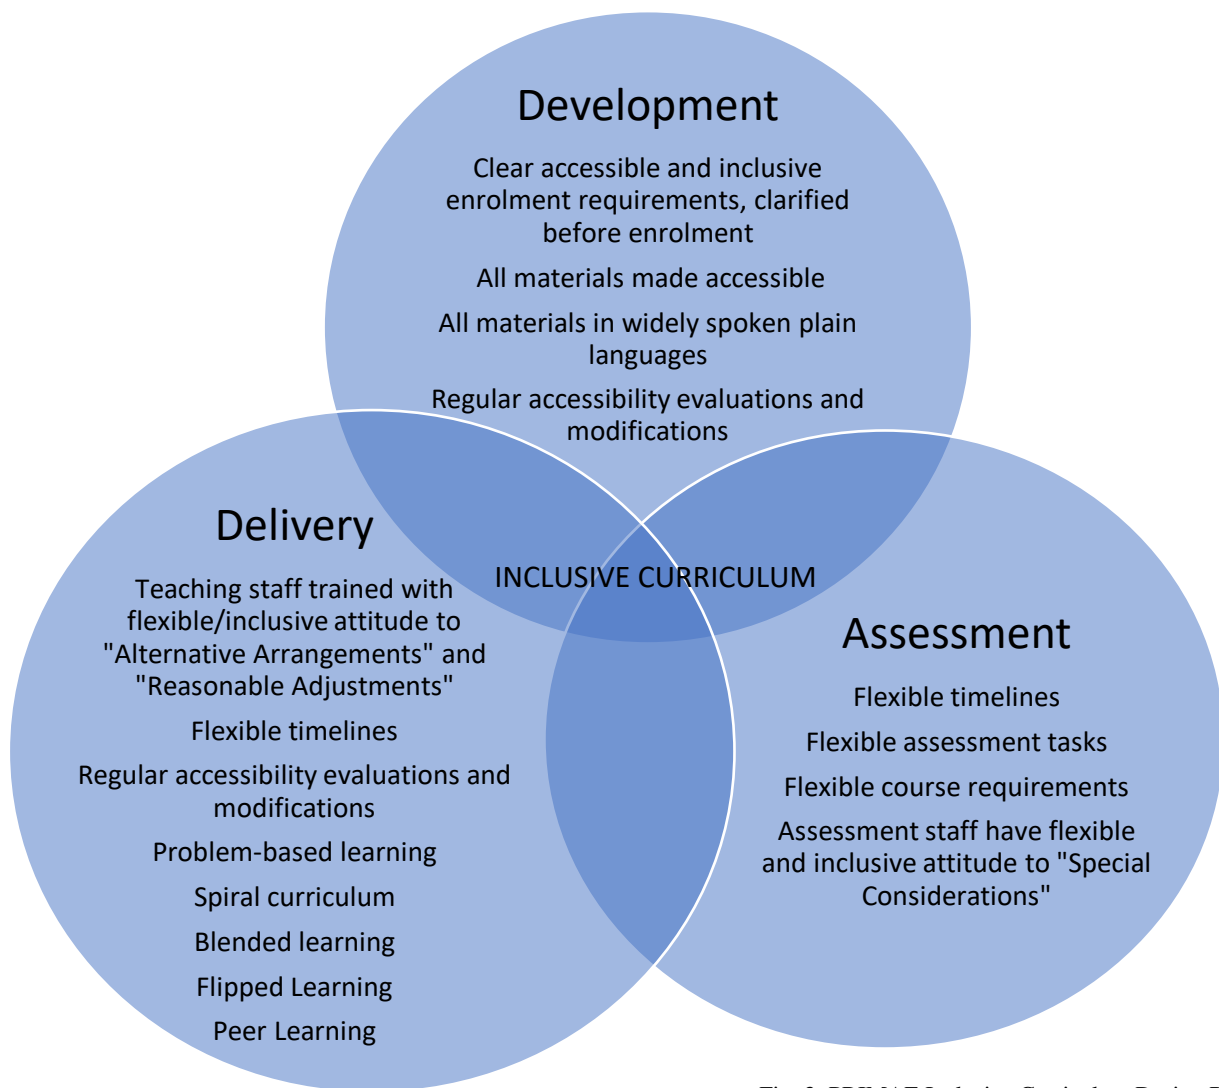 Development
Clear accessible and inclusive
enrolment requirements, clarified
before enrolment
All materials made accessible
All materials in widely spoken plain
languages
Regular accessibility evaluations and
modifications
Delivery
Teaching staff trained with
flexible/inclusive attitude to
"Alternative Arrangements" and
"Reasonable Adjustments"
Flexible timelines
Regular accessibility evaluations and
modifications
Problem-based learning
Spiral curriculum
Blended learning
Flipped Learning
Peer Learning
INCLUSIVE CURRICULUM
Assessment
Flexible timelines
Flexible assessment tasks
Flexible course requirements
Assessment staff have flexible
and inclusive attitude to "Special
Considerations"